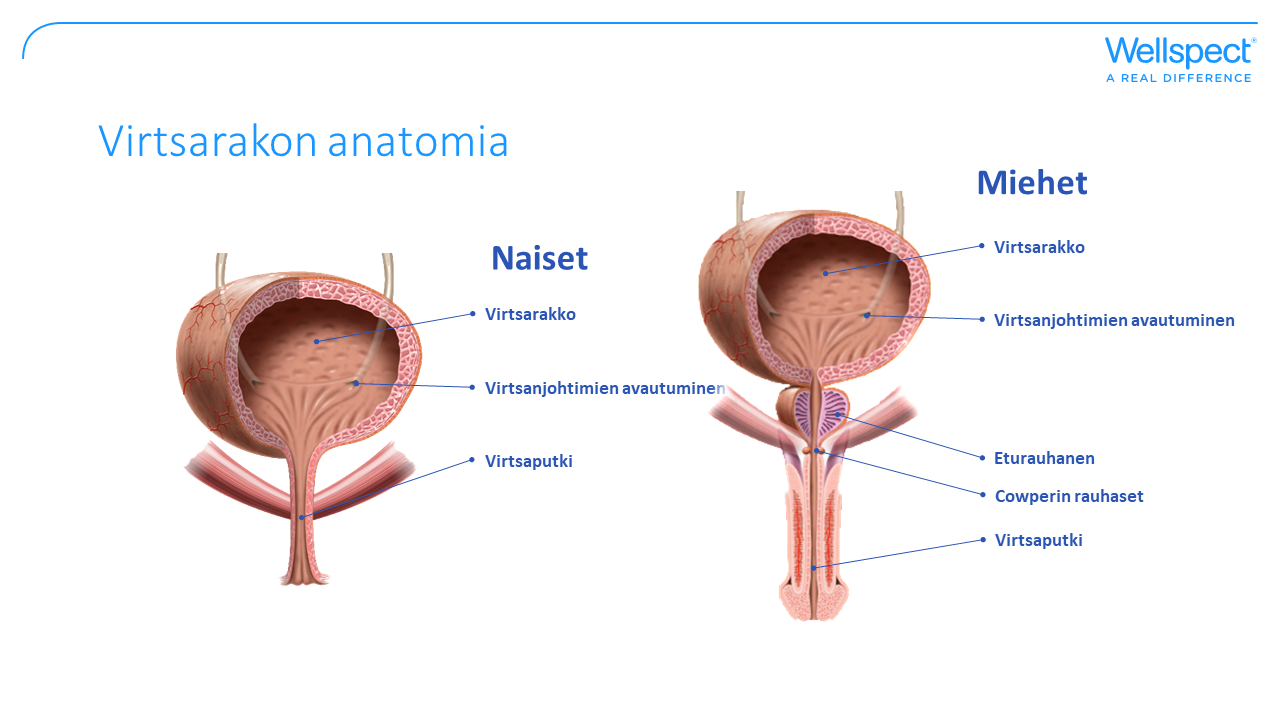 Wellspect®
A REAL DIFFERENCE
Virtsarakon anatomia
Naiset
Virtsarakko
Virtsanjohtimien avautuminen
Virtsaputki
Miehet
Virtsarakko
Virtsanjohtimien avautuminen
Eturauhanen
Cowperin rauhaset
Virtsaputki